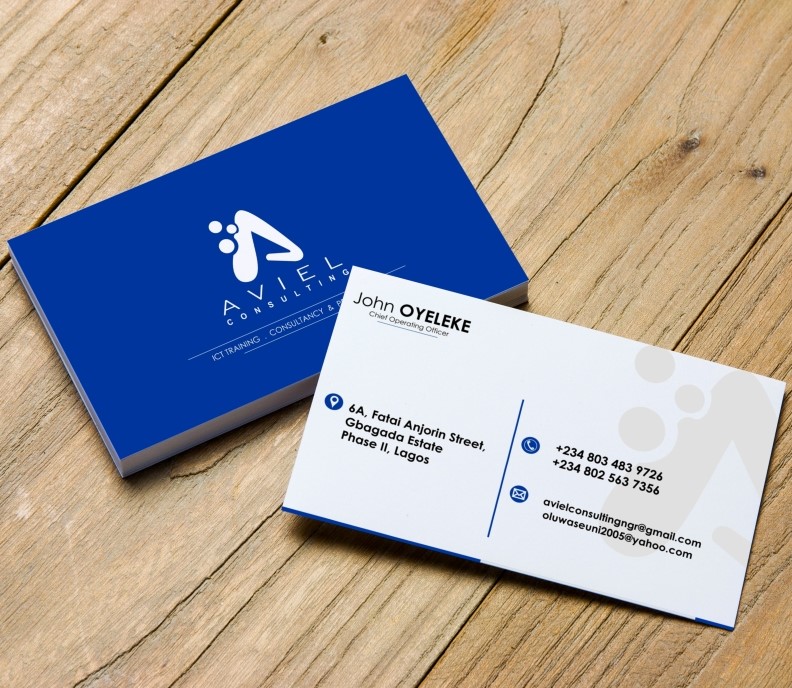 AVIEL
CONSULTING
ICT TRAINING . CONSULTANCY &
John OYELEKE
Chief Operating Officer
6A, Fatai Anjorin Street,
Gbagada Estate
Phase II, Lagos
+234 803 483 9726
+234 802 563 7356
avielconsultingngr@gmail.com
oluwaseuni2005@yahoo.com